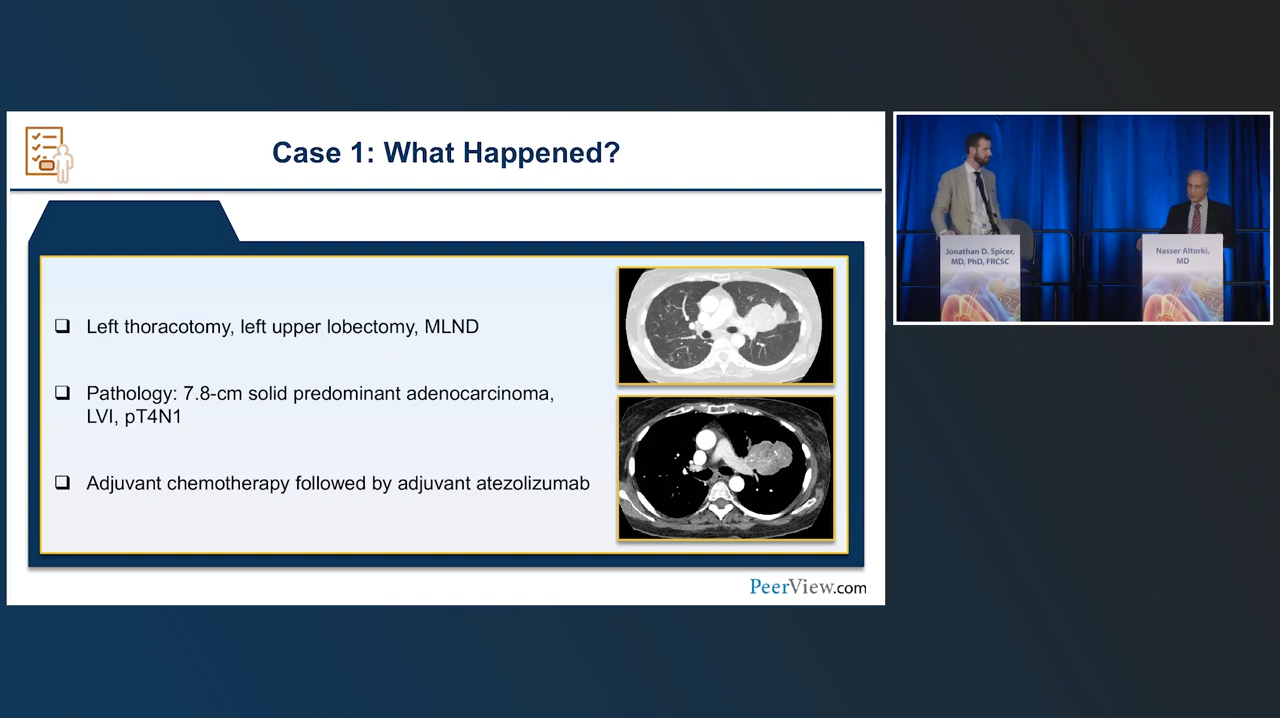 Case 1: What Happened?
Left thoracotomy, left upper lobectomy, MLND
Pathology: 7.8-cm solid predominant adenocarcinoma,
LVI, pT4N1
Adjuvant chemotherapy followed by adjuvant atezolizumab
PeerView.com
Jonathan D. Spicer,
MD, PhD, FRCSC
Nasser Altorki,
MD